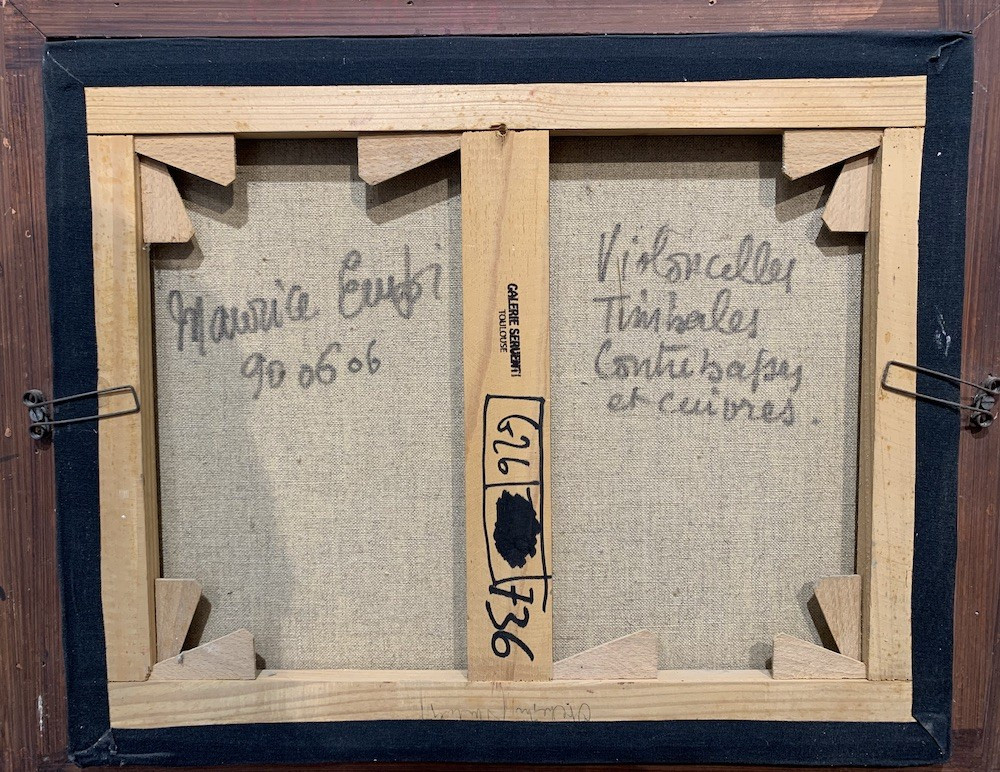 Maurice Empi
90 06 06
GALERIE SERVENTI
TOULOUSE
G26
736
Violoncelles
Timbales
Contrebasses
et cuivres.